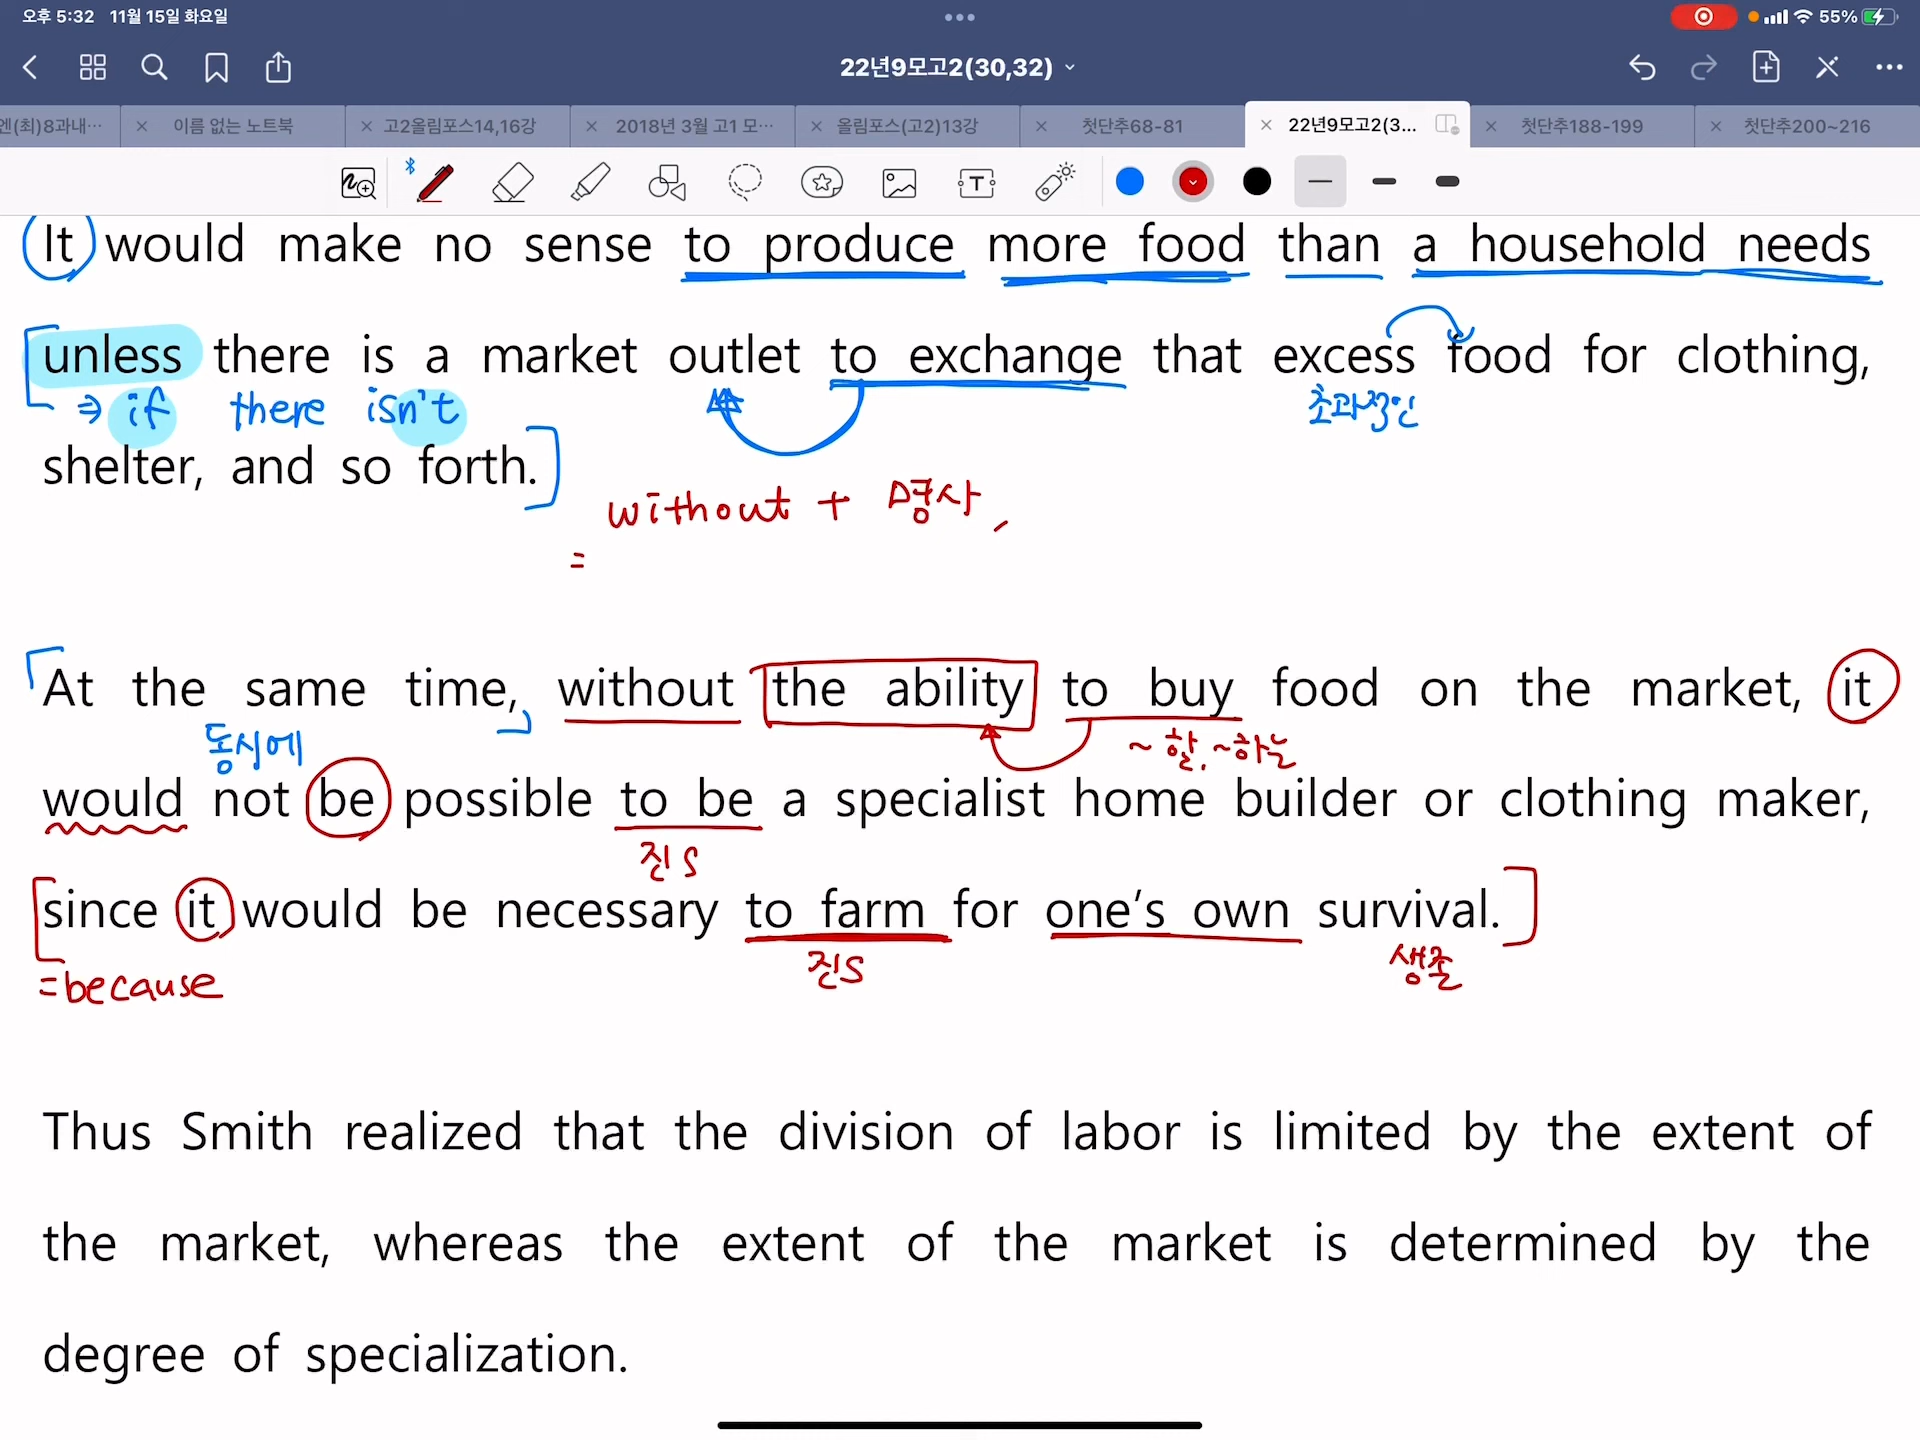 오후 5:32 11월 15일 화요일
55%
22년9모고2(30,32)
엔(최)8과내···
이름 없는 노트북
고2올림포스14,16강
2018년 3월 고1 모···
올림포스(고2)13강
첫단추68-81
22년9모고2(3...
첫단추188-199
첫단추200~216
It would make no sense to produce more food than a household needs
unless there is a market outlet to exchange that excess food for clothing,
⇒ if there isn't 초과적인
shelter, and so forth.
without + 명사,
=
At the same time, without the ability to buy food on the market, it
동시에 ~할, ~하는
would not be possible to be a specialist home builder or clothing maker,
진S
since it would be necessary to farm for one's own survival.
=because 진S 생존
Thus Smith realized that the division of labor is limited by the extent of
the market, whereas the extent of the market is determined by the
degree of specialization.